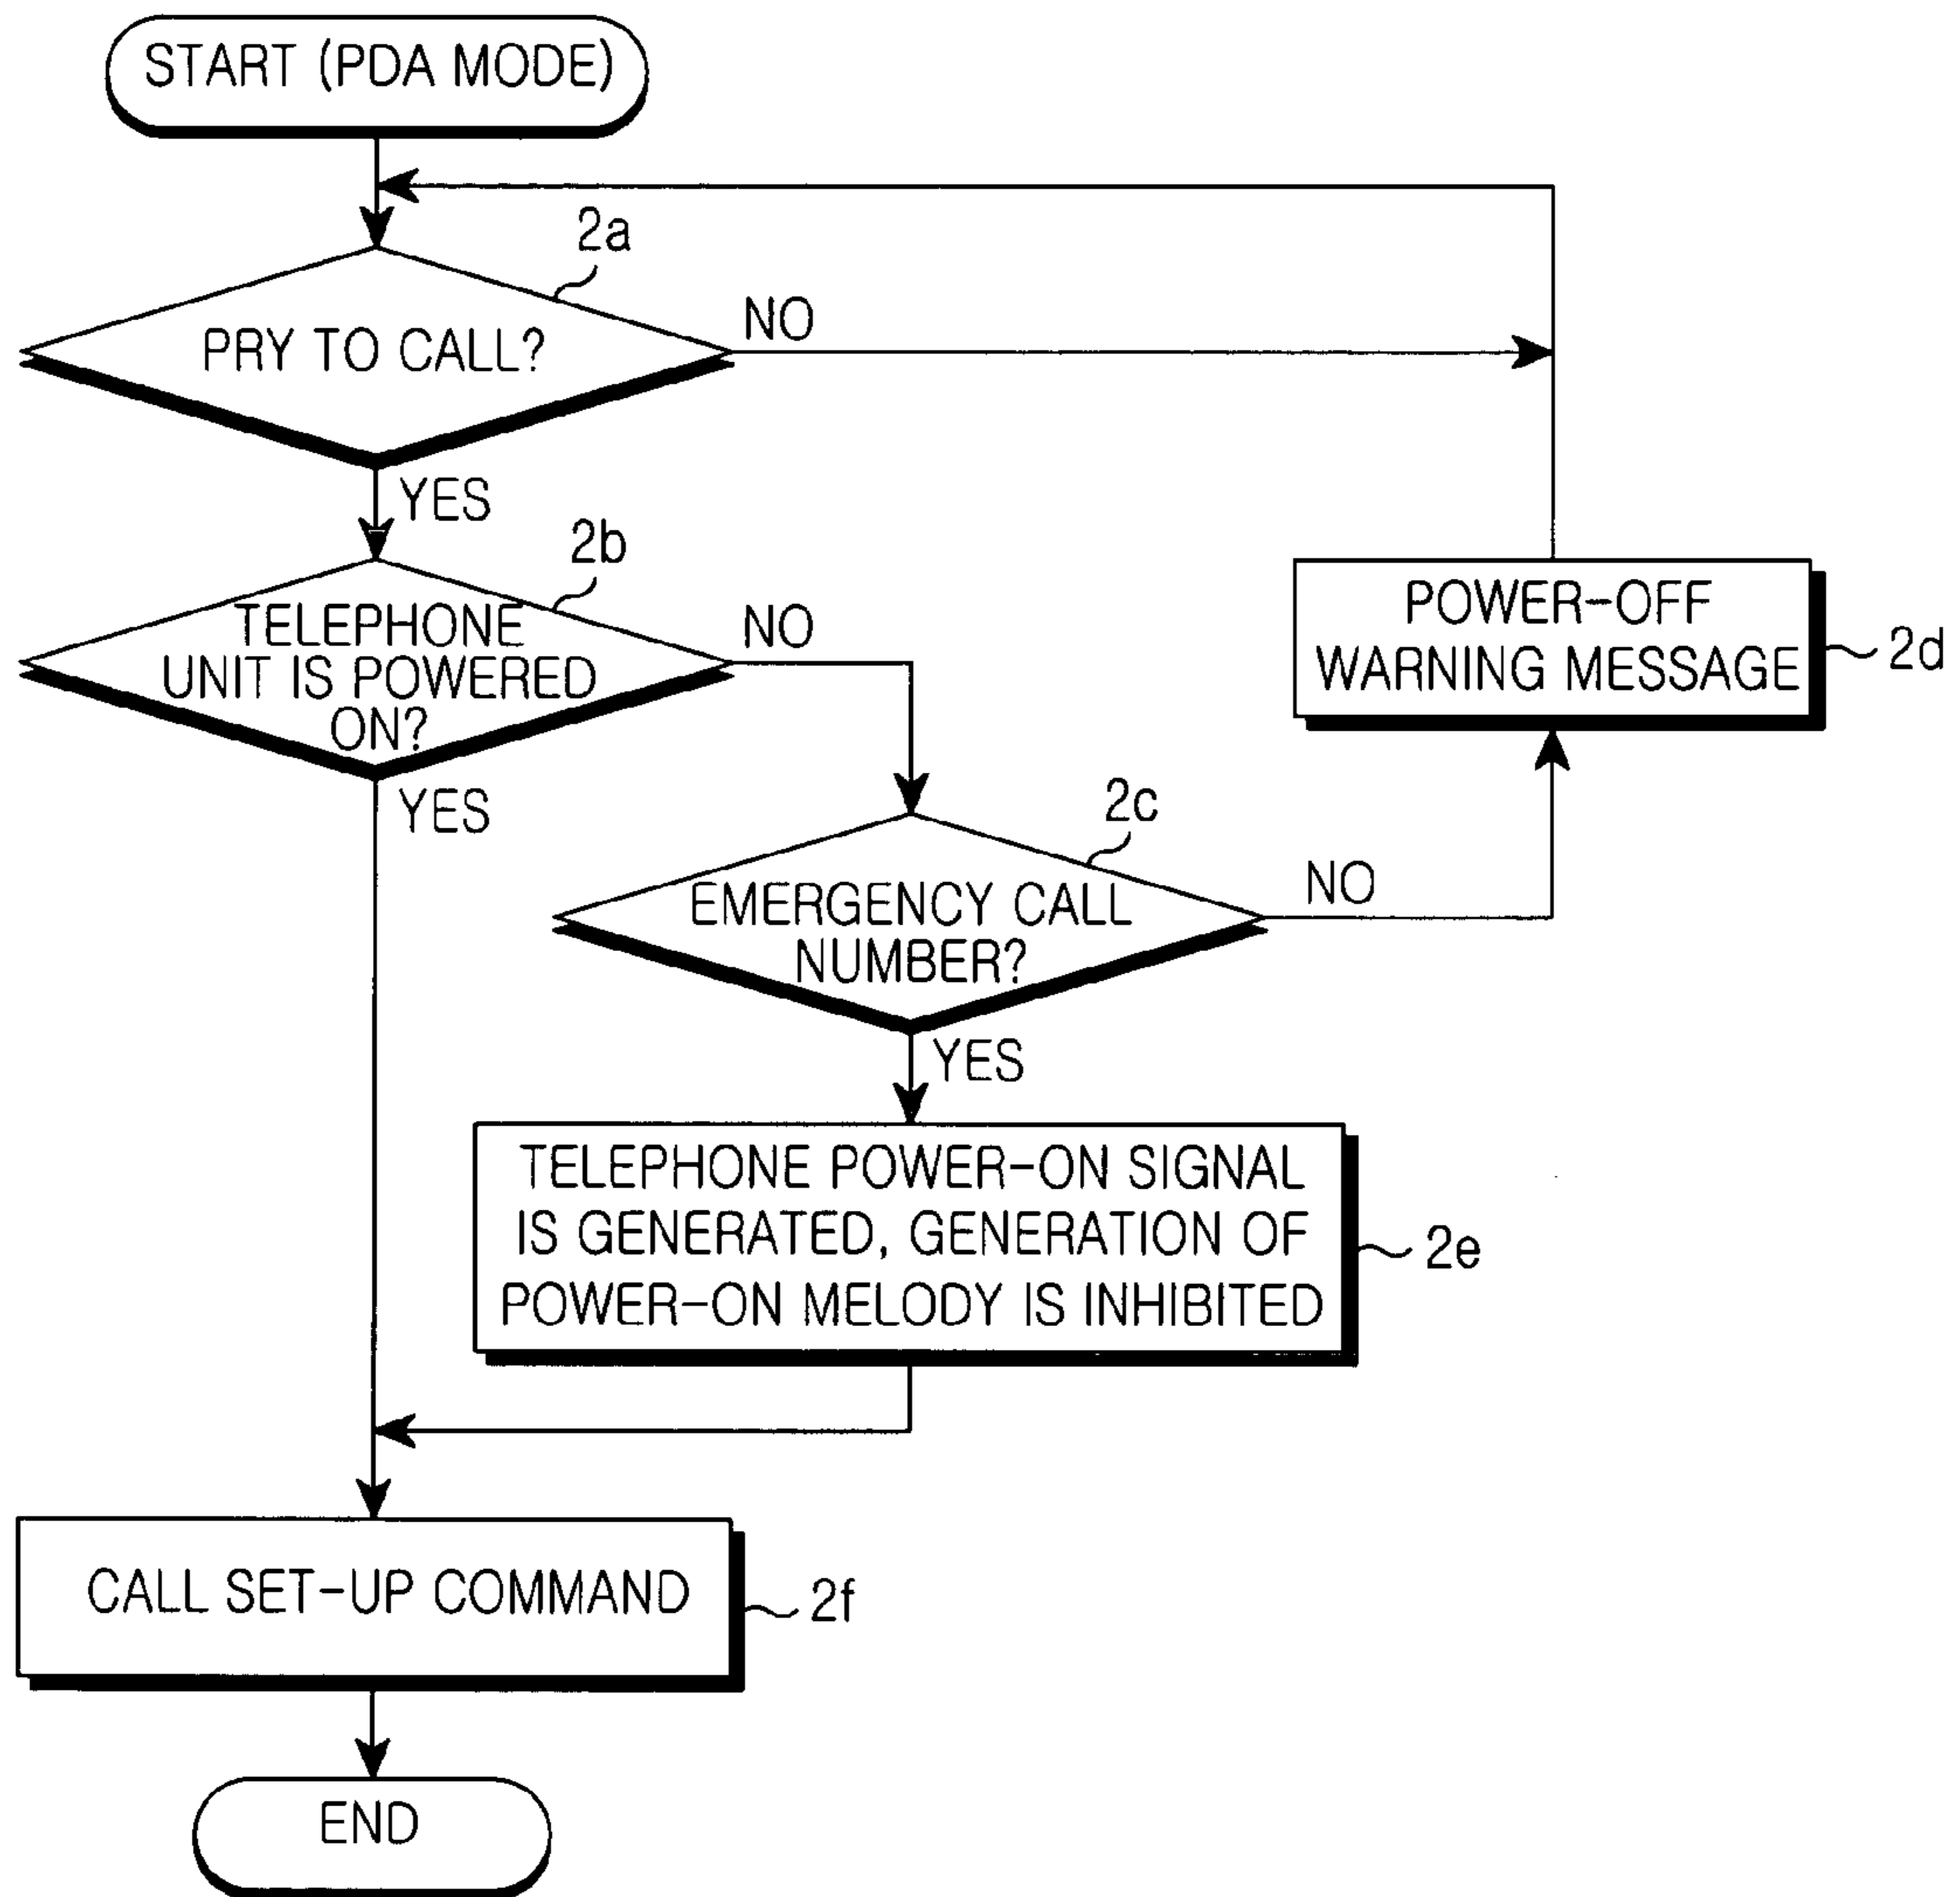 START (PDA MODE)
2a
PRY TO CALL?
NO
YES
2b
TELEPHONE
UNIT IS POWERED
ON?
NO
YES
POWER-OFF
WARNING MESSAGE
2d
2c
EMERGENCY CALL
NUMBER?
NO
YES
TELEPHONE POWER-ON SIGNAL
IS GENERATED, GENERATION OF
POWER-ON MELODY IS INHIBITED
2e
CALL SET-UP COMMAND
2f
END